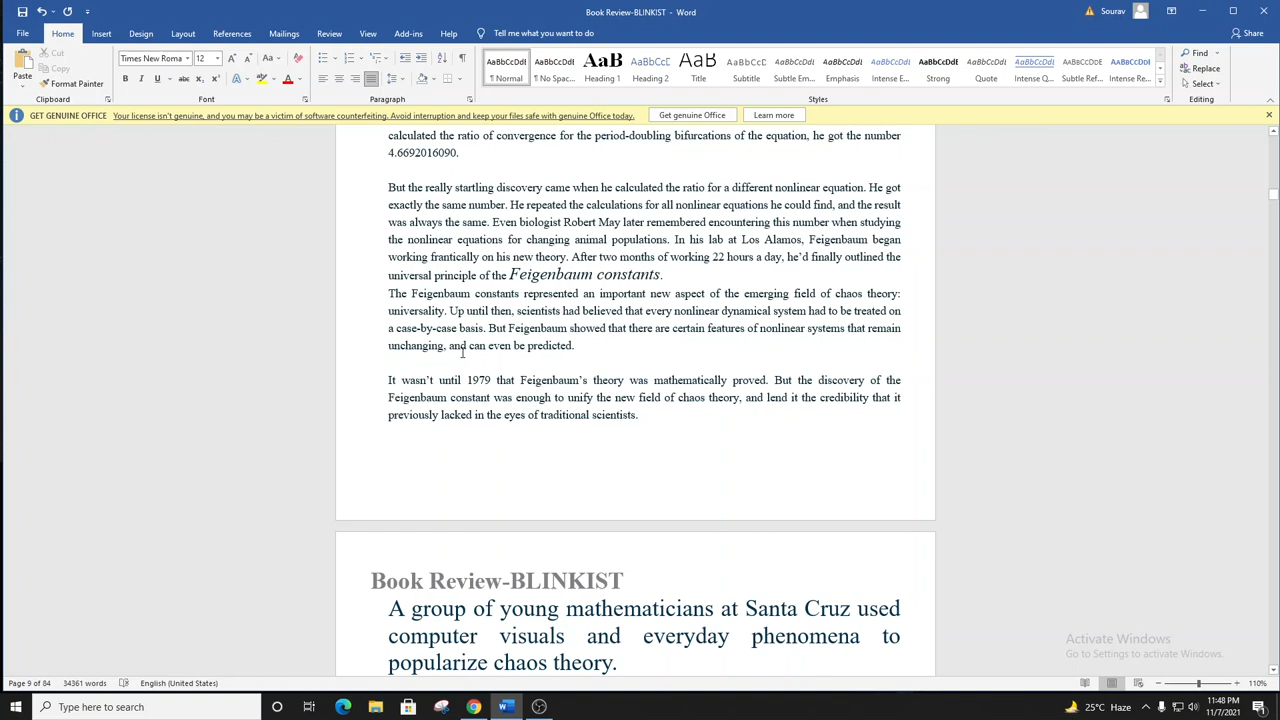 Book Review-BLINKIST - Word
Sourav
File Home Insert Draw Design Layout References Mailings Review View Add-ins Help Tell me what you want to do Share
Paste
Cut
Copy
Format Painter
Clipboard
Times New Roma 12
Font
Paragraph
AaBbCcDdI ¶ Normal
AaBbCcDdI ¶ No Spac...
AaB Heading 1
AaBbCcDd Heading 2
AaB Title
AaBbCcD Subtitle
AaBbCcDdI Subtle Em...
AaBbCcDdI Emphasis
AaBbCcDdI Intense E...
AaBbCcDdI Strong
AaBbCcDdI Quote
AaBbCcDdI Intense Q...
AaBbCcDdE Subtle Ref...
AaBbCcDdI Intense Re...
Styles
Find
Replace
Select
Editing
GET GENUINE OFFICE Your license isn't genuine, and you may be a victim of software counterfeiting. Avoid interruption and keep your files safe with genuine Office today. Get genuine Office Learn more
calculated the ratio of convergence for the period-doubling bifurcations of the equation, he got the number
4.6692016090.
But the really startling discovery came when he calculated the ratio for a different nonlinear equation. He got
exactly the same number. He repeated the calculations for all nonlinear equations he could find, and the result
was always the same. Even biologist Robert May later remembered encountering this number when studying
the nonlinear equations for changing animal populations. In his lab at Los Alamos, Feigenbaum began
working frantically on his new theory. After two months of working 22 hours a day, he’d finally outlined the
universal principle of the Feigenbaum constants.
The Feigenbaum constants represented an important new aspect of the emerging field of chaos theory:
universality. Up until then, scientists had believed that every nonlinear dynamical system had to be treated on
a case-by-case basis. But Feigenbaum showed that there are certain features of nonlinear systems that remain
unchanging, and can even be predicted.
It wasn’t until 1979 that Feigenbaum’s theory was mathematically proved. But the discovery of the
Feigenbaum constant was enough to unify the new field of chaos theory, and lend it the credibility that it
previously lacked in the eyes of traditional scientists.
Book Review-BLINKIST
A group of young mathematicians at Santa Cruz used
computer visuals and everyday phenomena to
popularize chaos theory.
Activate Windows
Go to Settings to activate Windows.
Page 9 of 84 34361 words English (United States) 110%
Type here to search
25°C Haze
11:48 PM
11/7/2021